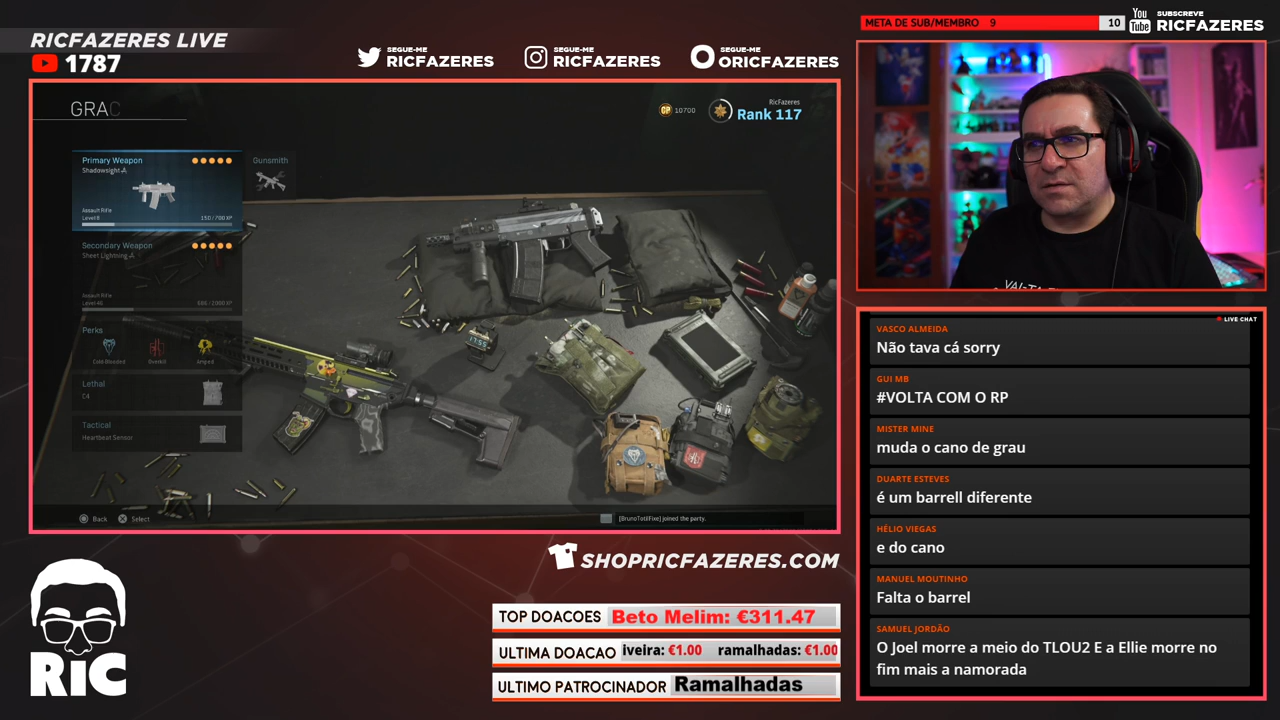 RICFAZERES LIVE
1787
SEGUE-ME
RICFAZERES
SEGUE-ME
RICFAZERES
SEGUE-ME
ORICFAZERES
META DE SUB/MEMBRO 9
10
You
Tube
SUBSCREVE
RICFAZERES
GRAC
CP 10700
RicFazeres
Rank 117
Primary Weapon
Shadowsight
Assault Rifle
Level 8
150 / 700 XP
Gunsmith
Secondary Weapon
Sheet Lightning
Assault Rifle
Level 46
Perks
Cold Blooded
Overkill
Amped
Lethal
C4
Tactical
Heartbeat Sensor
Back
Select
[BrunoTotilFixe] joined the party.
LIVE CHAT
VASCO ALMEIDA
Não tava cá sorry
GUI MB
#VOLTA COM O RP
MISTER MINE
muda o cano de grau
DUARTE ESTEVES
é um barrell diferente
HÉLIO VIEGAS
e do cano
MANUEL MOUTINHO
Falta o barrel
SAMUEL JORDÃO
O Joel morre a meio do TLOU2 E a Ellie morre no
fim mais a namorada
SHOPRICFAZERES.COM
TOP DOACOES Beto Melim: €311.47
ULTIMA DOACAO iveira: €1.00 ramalhadas: €1.00
ULTIMO PATROCINADOR Ramalhadas
RIC